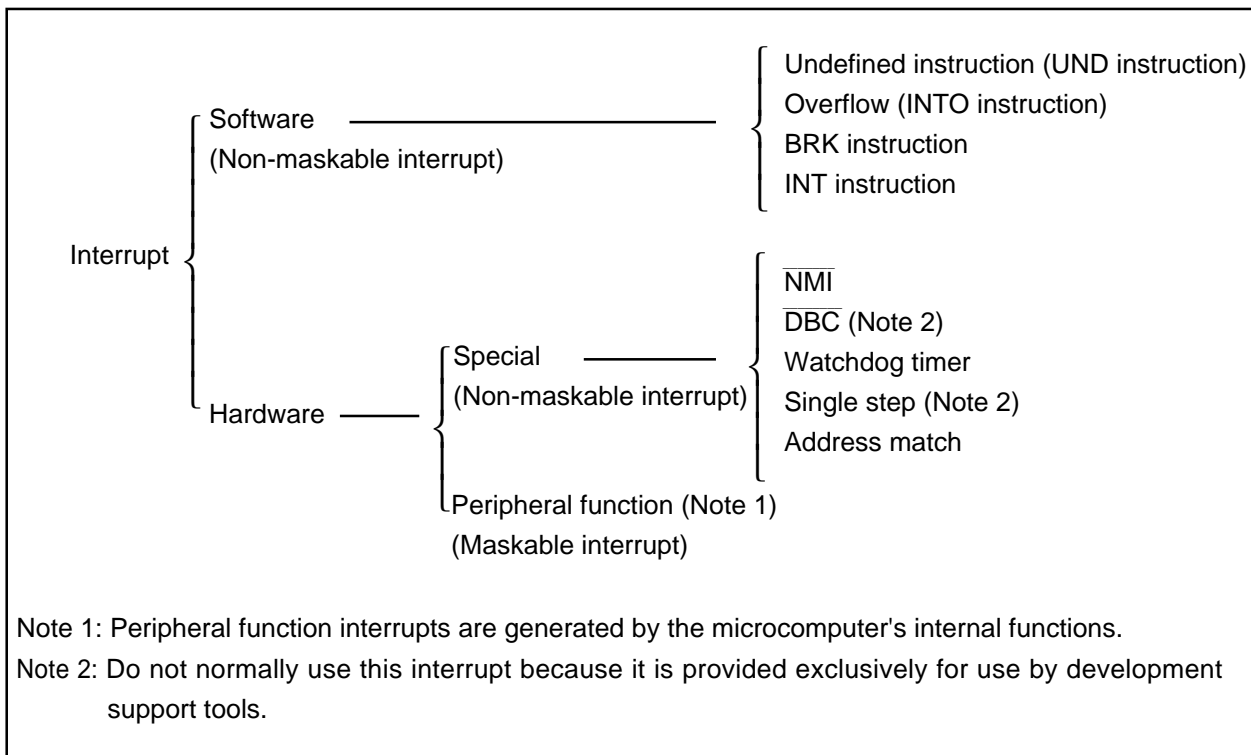 Undefined instruction (UND instruction)
Overflow (INTO instruction)
BRK instruction
INT instruction
Software
(Non-maskable interrupt)
Interrupt
N̅M̅I̅
D̅B̅C̅ (Note 2)
Watchdog timer
Single step (Note 2)
Address match
Special
(Non-maskable interrupt)
Hardware
Peripheral function (Note 1)
(Maskable interrupt)
Note 1: Peripheral function interrupts are generated by the microcomputer's internal functions.
Note 2: Do not normally use this interrupt because it is provided exclusively for use by development
support tools.